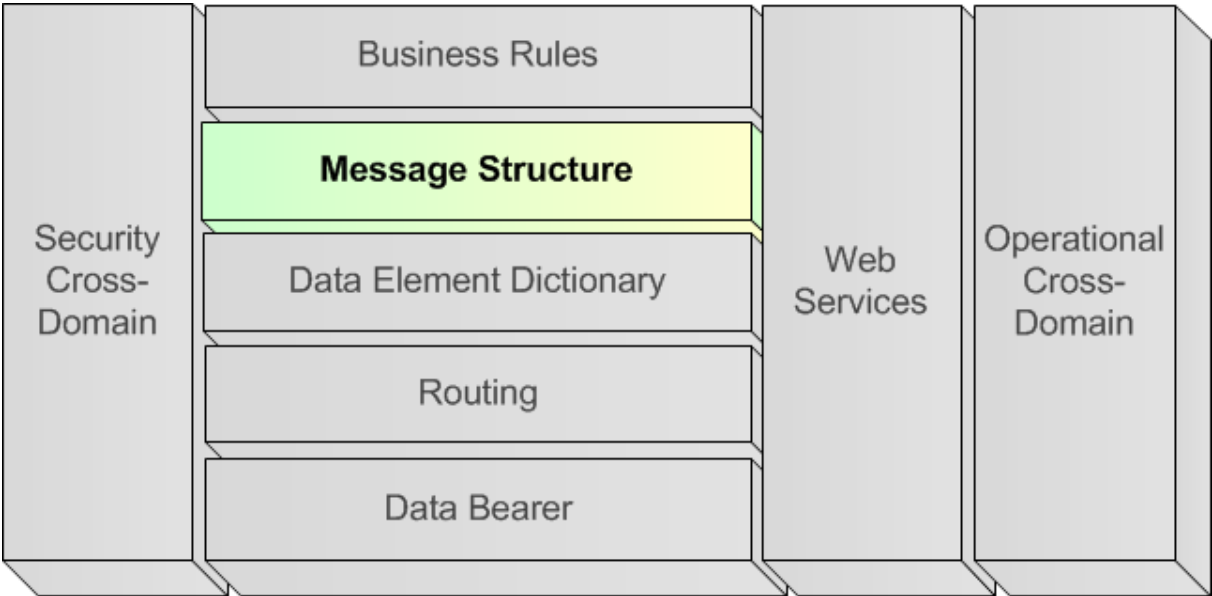 Business Rules
Message Structure
Data Element Dictionary
Routing
Data Bearer
Security
Cross-
Domain
Web
Services
Operational
Cross-
Domain